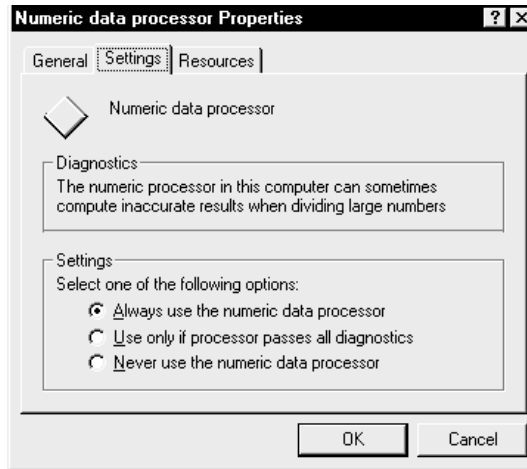 Numeric data processor Properties
General Settings Resources
Numeric data processor
Diagnostics
The numeric processor in this computer can sometimes
compute inaccurate results when dividing large numbers
Settings
Select one of the following options:
Always use the numeric data processor
Use only if processor passes all diagnostics
Never use the numeric data processor
OK Cancel